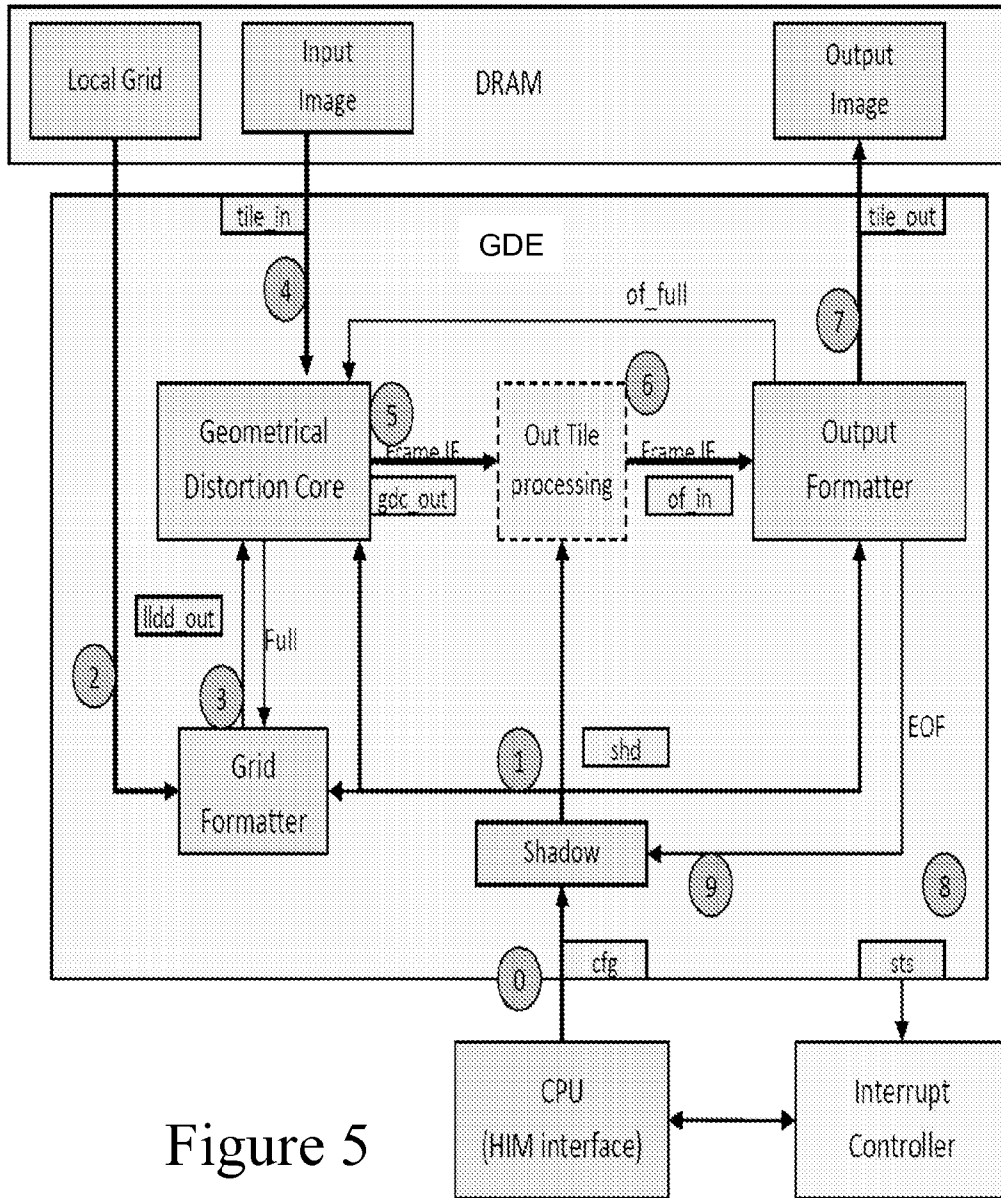 Local Grid
Input
Image
DRAM
Output
Image
tile_in
GDE
tile_out
4
of_full
7
Geometrical
Distortion Core
5
Frame IF
gdc_out
Out Tile
processing
6
Frame IF
of_in
Output
Formatter
lldd_out
Full
2
3
Grid
Formatter
1
shd
EOF
Shadow
9
8
0
cfg
sts
CPU
(HIM interface)
Interrupt
Controller
Figure 5